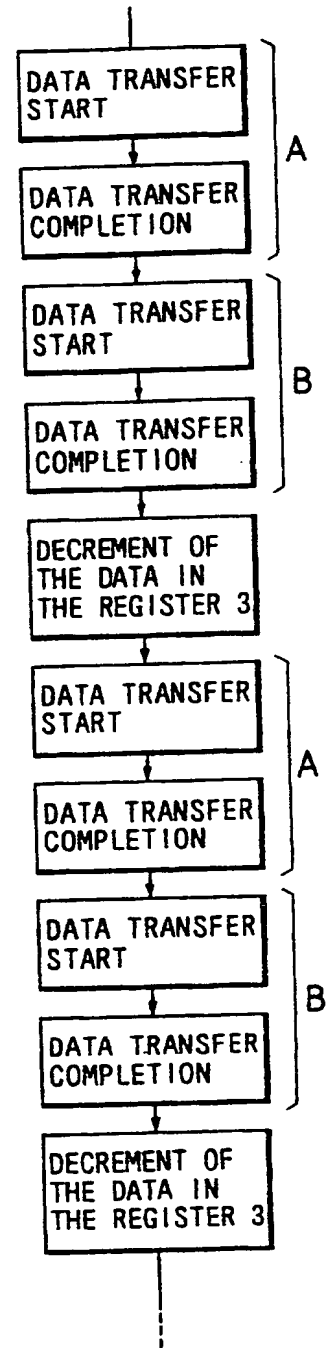 DATA TRANSFER
START
A
DATA TRANSFER
COMPLETION
DATA TRANSFER
START
B
DATA TRANSFER
COMPLETION
DECREMENT OF
THE DATA IN
THE REGISTER 3
DATA TRANSFER
START
A
DATA TRANSFER
COMPLETION
DATA TRANSFER
START
B
DATA TRANSFER
COMPLETION
DECREMENT OF
THE DATA IN
THE REGISTER 3